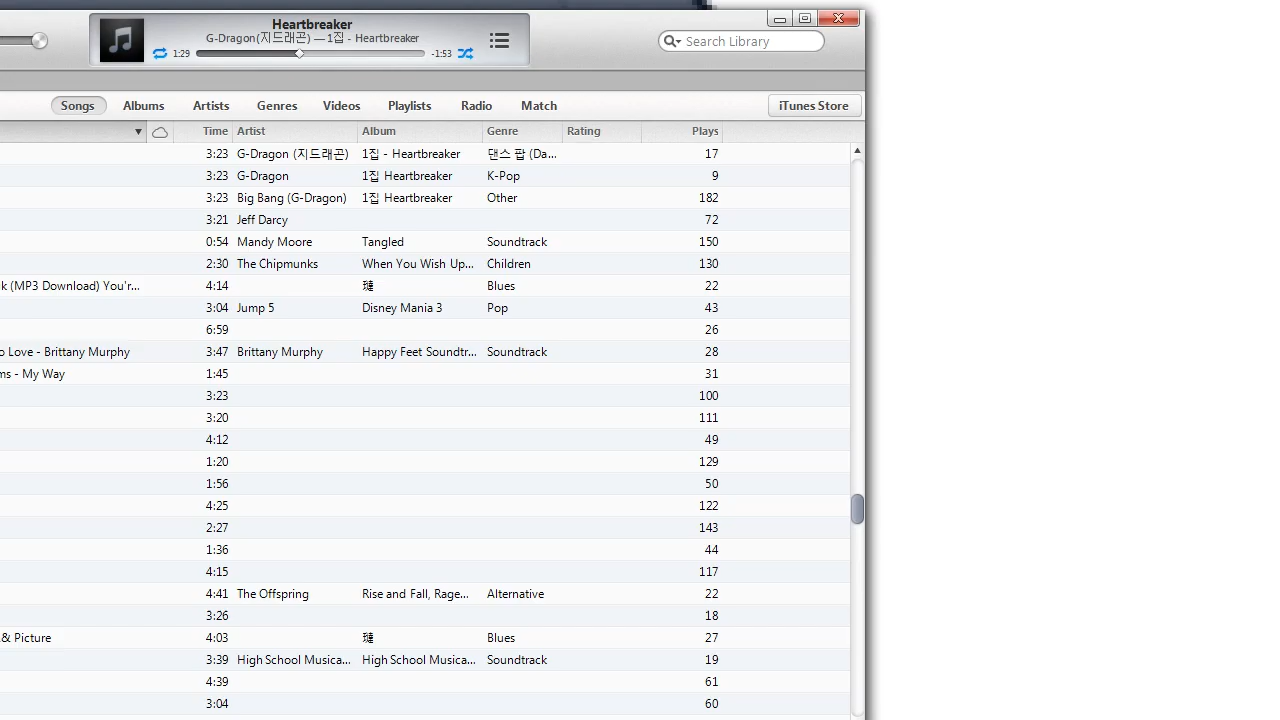 Heartbreaker
G-Dragon(지드래곤) — 1집 - Heartbreaker
1:29 -1:53
Search Library
Songs Albums Artists Genres Videos Playlists Radio Match iTunes Store
Time Artist Album Genre Rating Plays
3:23 G-Dragon (지드래곤) 1집 - Heartbreaker 댄스 팝 (Da... 17
3:23 G-Dragon 1집 Heartbreaker K-Pop 9
3:23 Big Bang (G-Dragon) 1집 Heartbreaker Other 182
3:21 Jeff Darcy 72
0:54 Mandy Moore Tangled Soundtrack 150
2:30 The Chipmunks When You Wish Up... Children 130
k (MP3 Download) You'r... 4:14 Blues 22
3:04 Jump 5 Disney Mania 3 Pop 43
6:59 26
o Love - Brittany Murphy 3:47 Brittany Murphy Happy Feet Soundtr... Soundtrack 28
ms - My Way 1:45 31
3:23 100
3:20 111
4:12 49
1:20 129
1:56 50
4:25 122
2:27 143
1:36 44
4:15 117
4:41 The Offspring Rise and Fall, Rage... Alternative 22
3:26 18
& Picture 4:03 Blues 27
3:39 High School Musica... High School Musica... Soundtrack 19
4:39 61
3:04 60